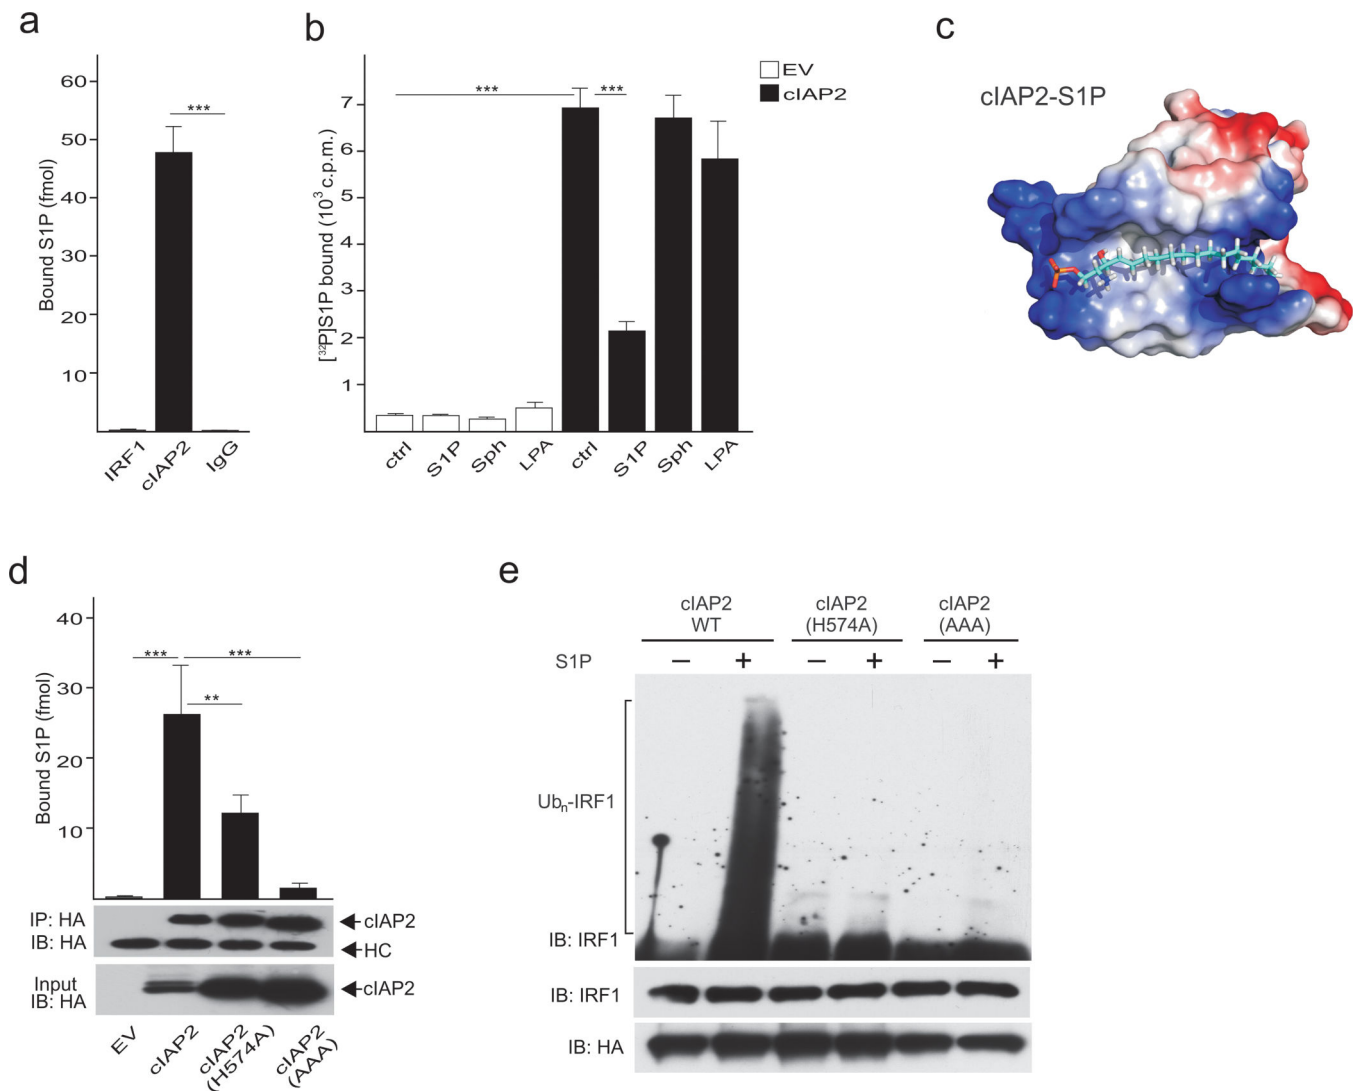 a
Bound S1P (fmol)
60
50
40
30
20
10
***
IRF1
cIAP2
IgG
b
[³²P]S1P bound (10³ c.p.m.)
7
6
5
4
3
2
1
***
***
EV
cIAP2
ctrl
S1P
Sph
LPA
ctrl
S1P
Sph
LPA
c
cIAP2-S1P
d
Bound S1P (fmol)
40
30
20
10
***
***
**
IP: HA
IB: HA
cIAP2
HC
Input
IB: HA
cIAP2
EV
cIAP2
cIAP2
(H574A)
cIAP2
(AAA)
e
cIAP2
WT
cIAP2
(H574A)
cIAP2
(AAA)
S1P − + − + − +
Ubₙ-IRF1
IB: IRF1
IB: IRF1
IB: HA